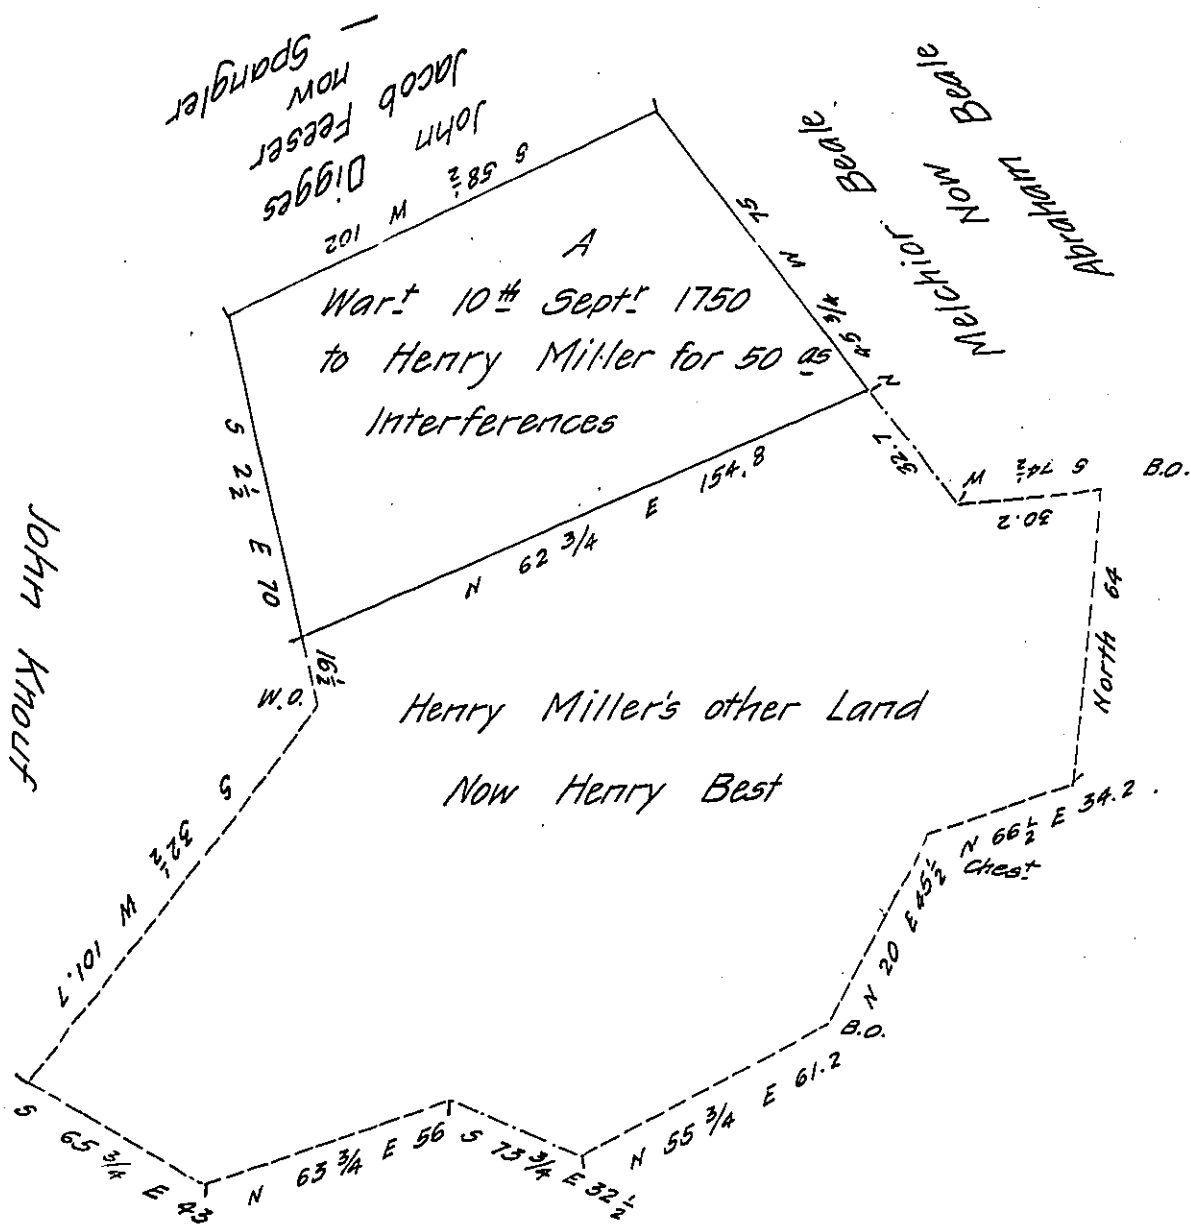 John Digges
Jacob Feeser
now
— Spangler
Melchior Beale
Now
Abraham Beale
S 58½ W 102
N 45 3/4 W 75
A
War.t 10th Septr. 1750
to Henry Miller for 50 as
Interferences
S 2½ E 70
N 62 3/4 E 154.8
32.7
S 74½ W
30.2
B.O.
North 64
16½
W.O.
John Knouf
Henry Miller's other Land
Now Henry Best
S 32½ W 101.7
N 66½ E 34.2
Chest
N 20 E 45½
B.O.
N 55 3/4 E 61.2
S 73 3/4 E 32½
N 63 3/4 E 56
S 65 3/4 E 43